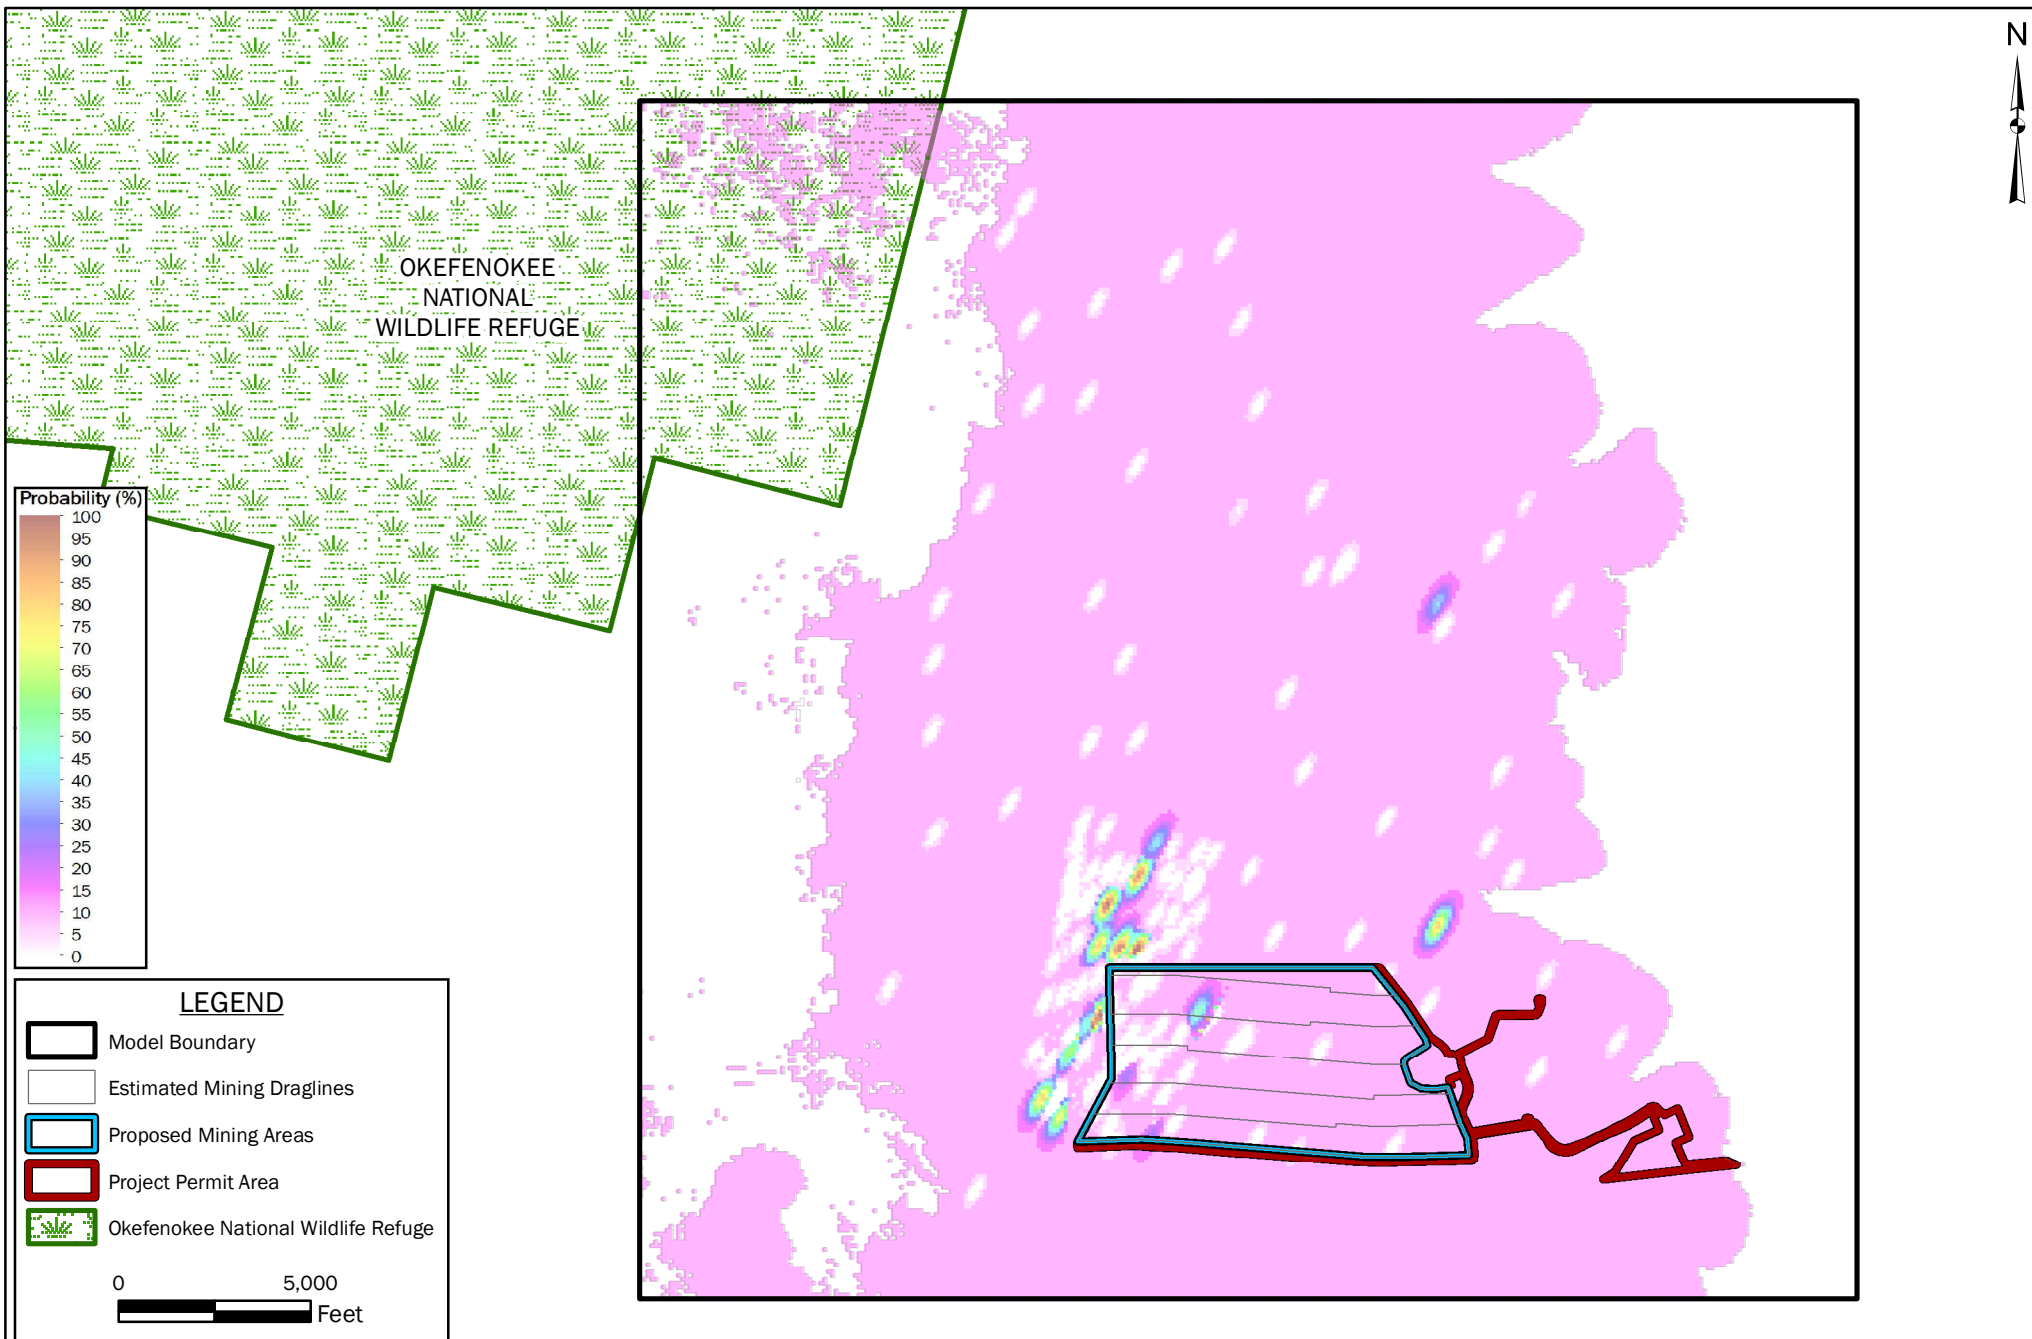 N
OKEFENOKEE
NATIONAL
WILDLIFE REFUGE
Probability (%)
100
95
90
85
80
75
70
65
60
55
50
45
40
35
30
25
20
15
10
5
0
LEGEND
Model Boundary
Estimated Mining Draglines
Proposed Mining Areas
Project Permit Area
Okefenokee National Wildlife Refuge
0 5,000
Feet